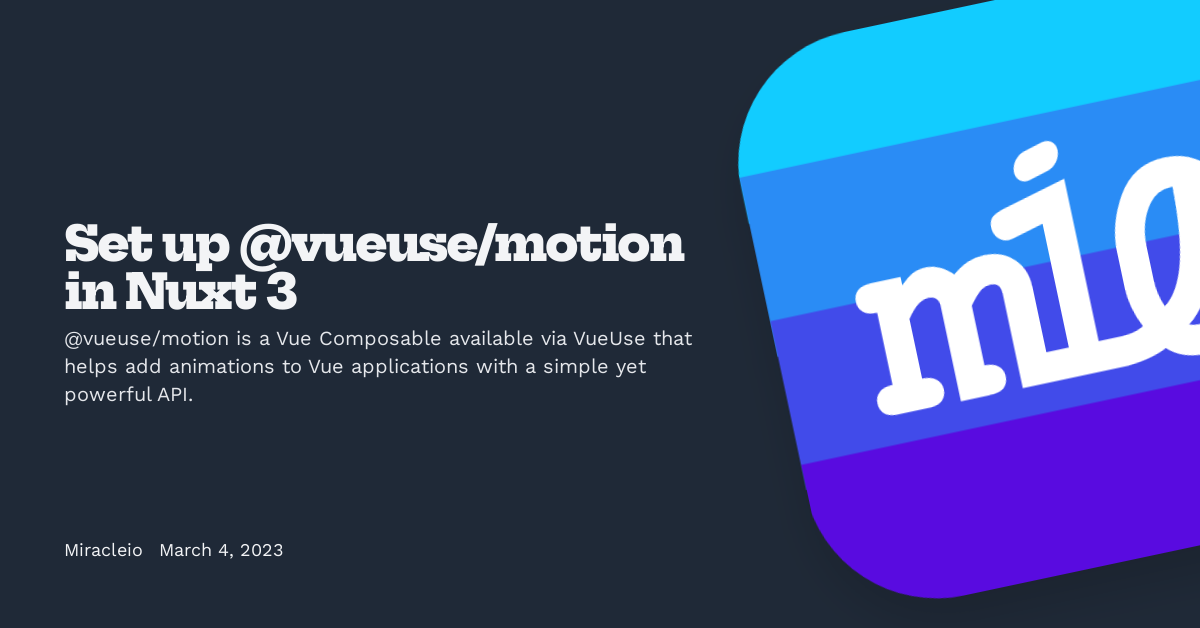 Set up @vueuse/motion
in Nuxt 3
@vueuse/motion is a Vue Composable available via VueUse that
helps add animations to Vue applications with a simple yet
powerful API.
Miracleio March 4, 2023